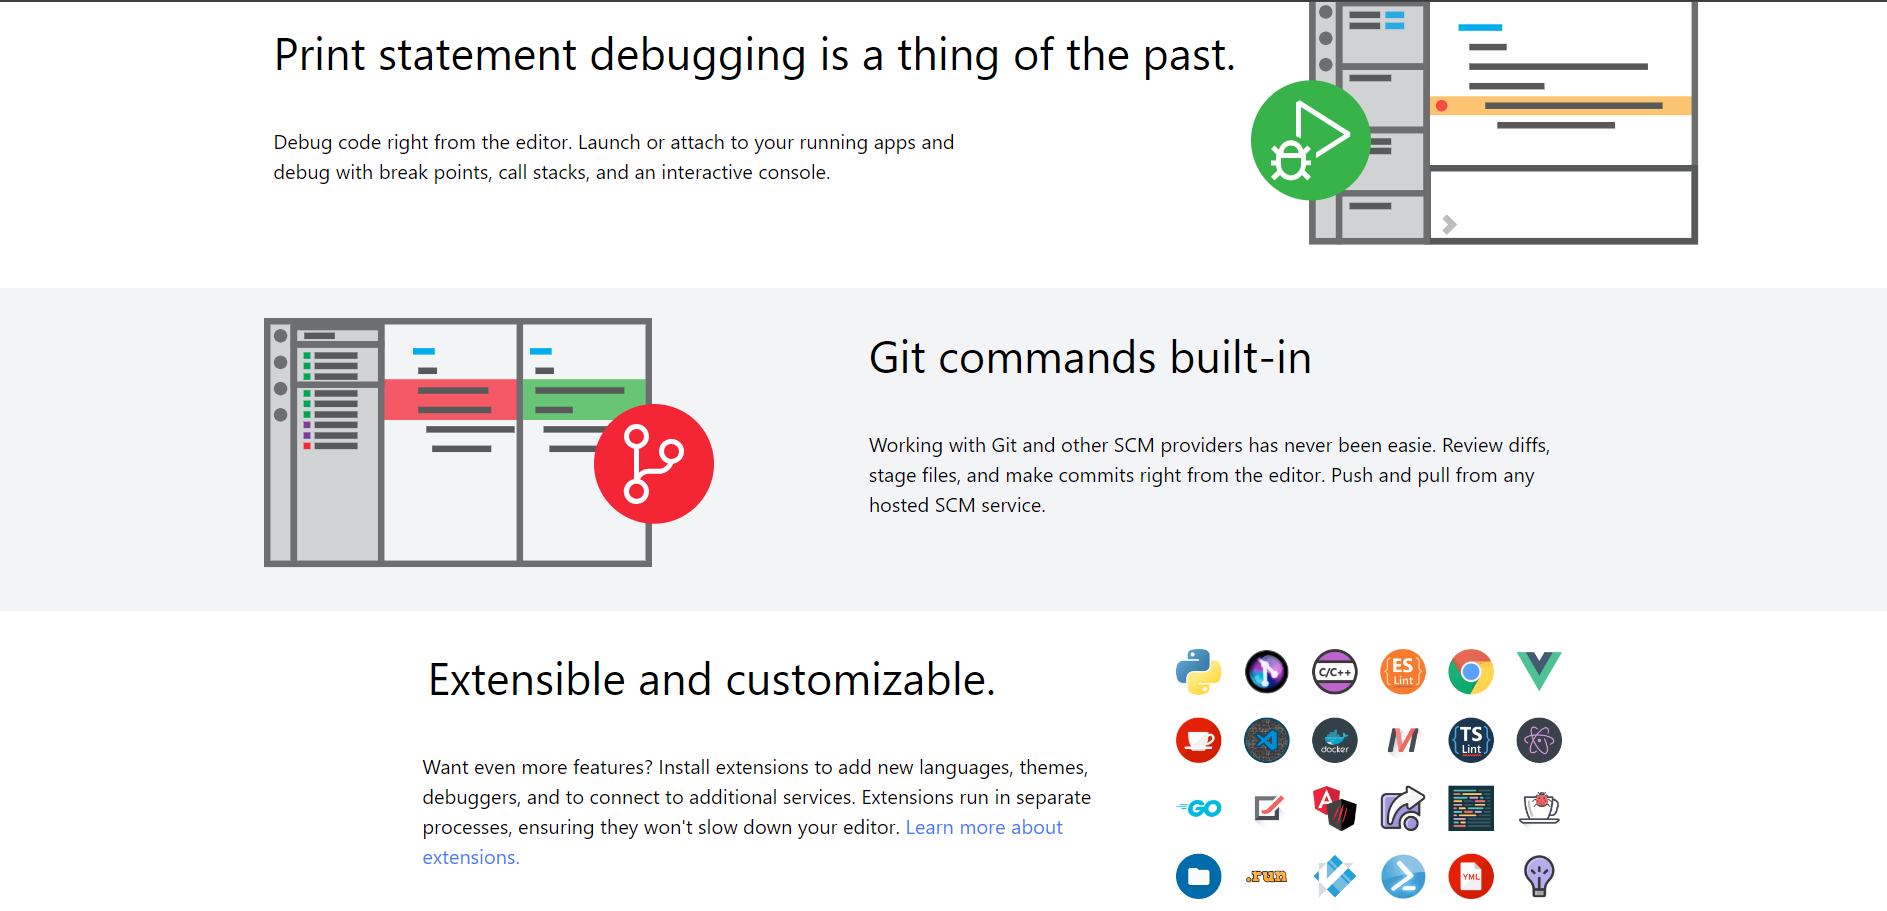 Print statement debugging is a thing of the past.
Debug code right from the editor. Launch or attach to your running apps and
debug with break points, call stacks, and an interactive console.
Git commands built-in
Working with Git and other SCM providers has never been easie. Review diffs,
stage files, and make commits right from the editor. Push and pull from any
hosted SCM service.
Extensible and customizable.
Want even more features? Install extensions to add new languages, themes,
debuggers, and to connect to additional services. Extensions run in separate
processes, ensuring they won't slow down your editor. Learn more about
extensions.
C/C++
ES
Lint
docker
TS
Lint
GO
A
.run
YML